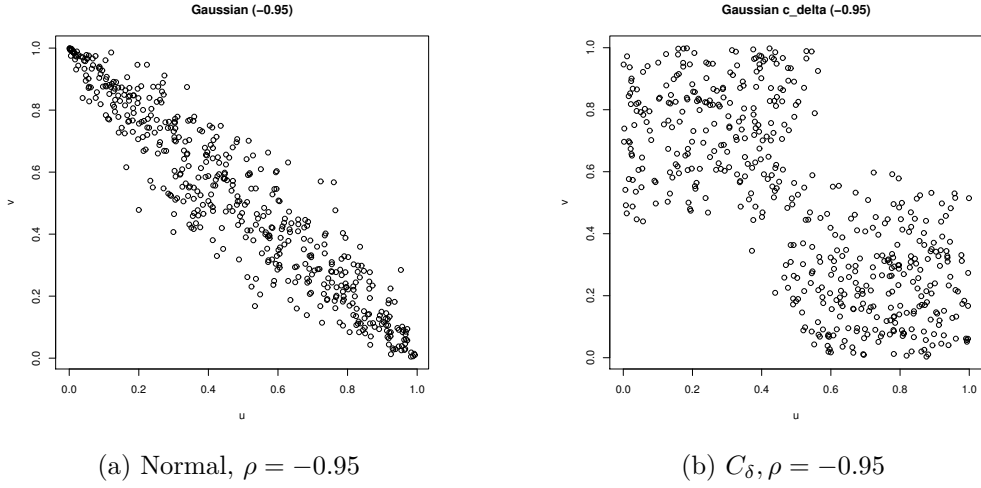 Gaussian (−0.95)
v
1.0
0.8
0.6
0.4
0.2
0.0
0.0 0.2 0.4 0.6 0.8 1.0
u
(a) Normal, ρ = −0.95
Gaussian c_delta (−0.95)
v
1.0
0.8
0.6
0.4
0.2
0.0
0.0 0.2 0.4 0.6 0.8 1.0
u
(b) Cδ, ρ = −0.95